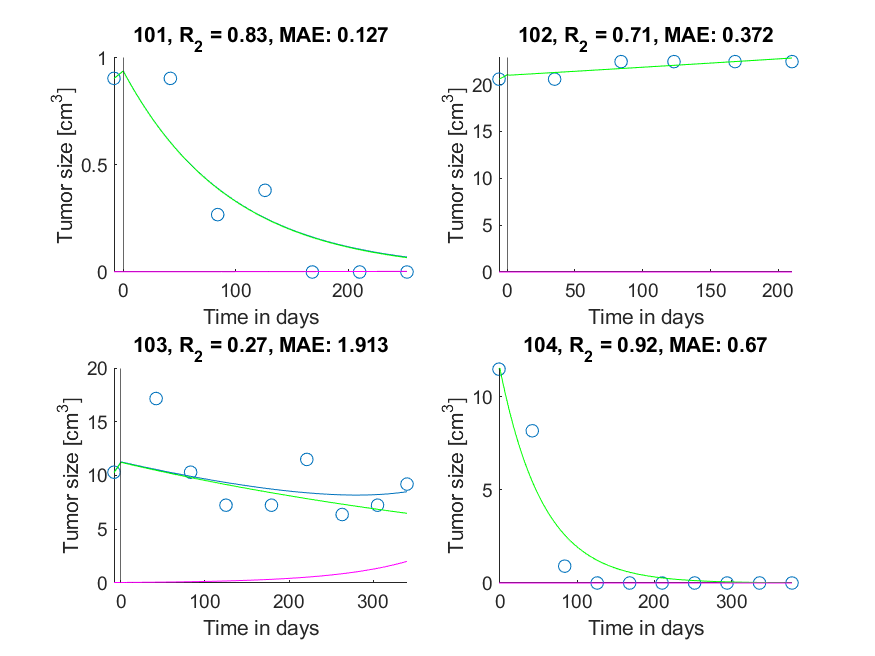 101, R2 = 0.83, MAE: 0.127
1
0.5
0
Tumor size [cm3]
0 100 200
Time in days
102, R2 = 0.71, MAE: 0.372
20
15
10
5
0
Tumor size [cm3]
0 50 100 150 200
Time in days
103, R2 = 0.27, MAE: 1.913
20
15
10
5
0
Tumor size [cm3]
0 100 200 300
Time in days
104, R2 = 0.92, MAE: 0.67
10
5
0
Tumor size [cm3]
0 100 200 300
Time in days